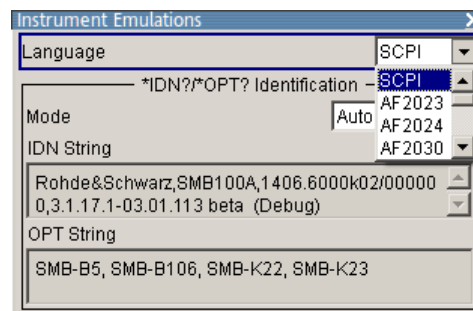 Instrument Emulations
Language
SCPI
SCPI
AF2023
AF2024
AF2030
*IDN?/*OPT? Identification
Mode
Auto
IDN String
Rohde&Schwarz,SMB100A,1406.6000k02/00000
0,3.1.17.1-03.01.113 beta (Debug)
OPT String
SMB-B5, SMB-B106, SMB-K22, SMB-K23